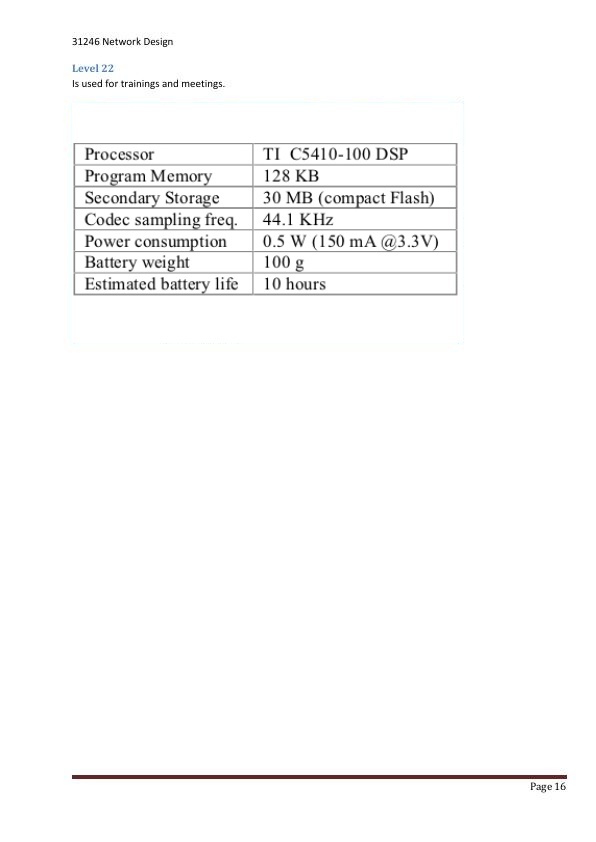 31246 Network Design
Level 22
Is used for trainings and meetings.
Processor TI C5410-100 DSP
Program Memory 128 KB
Secondary Storage 30 MB (compact Flash)
Codec sampling freq. 44.1 KHz
Power consumption 0.5 W (150 mA @3.3V)
Battery weight 100 g
Estimated battery life 10 hours
Page 16